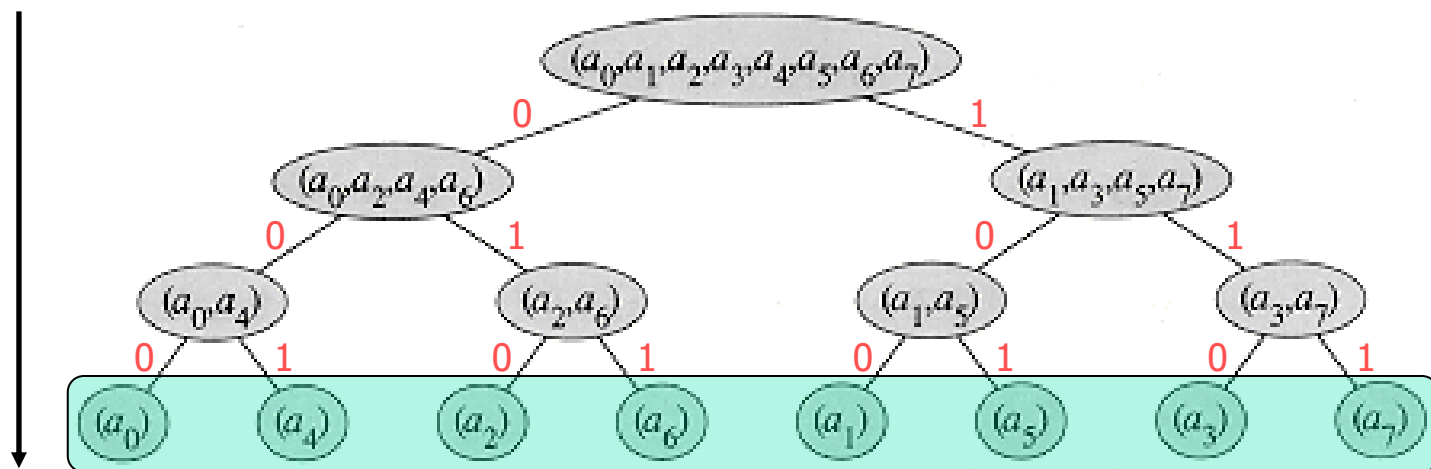 (a₀,a₁,a₂,a₃,a₄,a₅,a₆,a₇)
0 1
(a₀,a₂,a₄,a₆) (a₁,a₃,a₅,a₇)
0 1 0 1
(a₀,a₄) (a₂,a₆) (a₁,a₅) (a₃,a₇)
0 1 0 1 0 1 0 1
(a₀) (a₄) (a₂) (a₆) (a₁) (a₅) (a₃) (a₇)